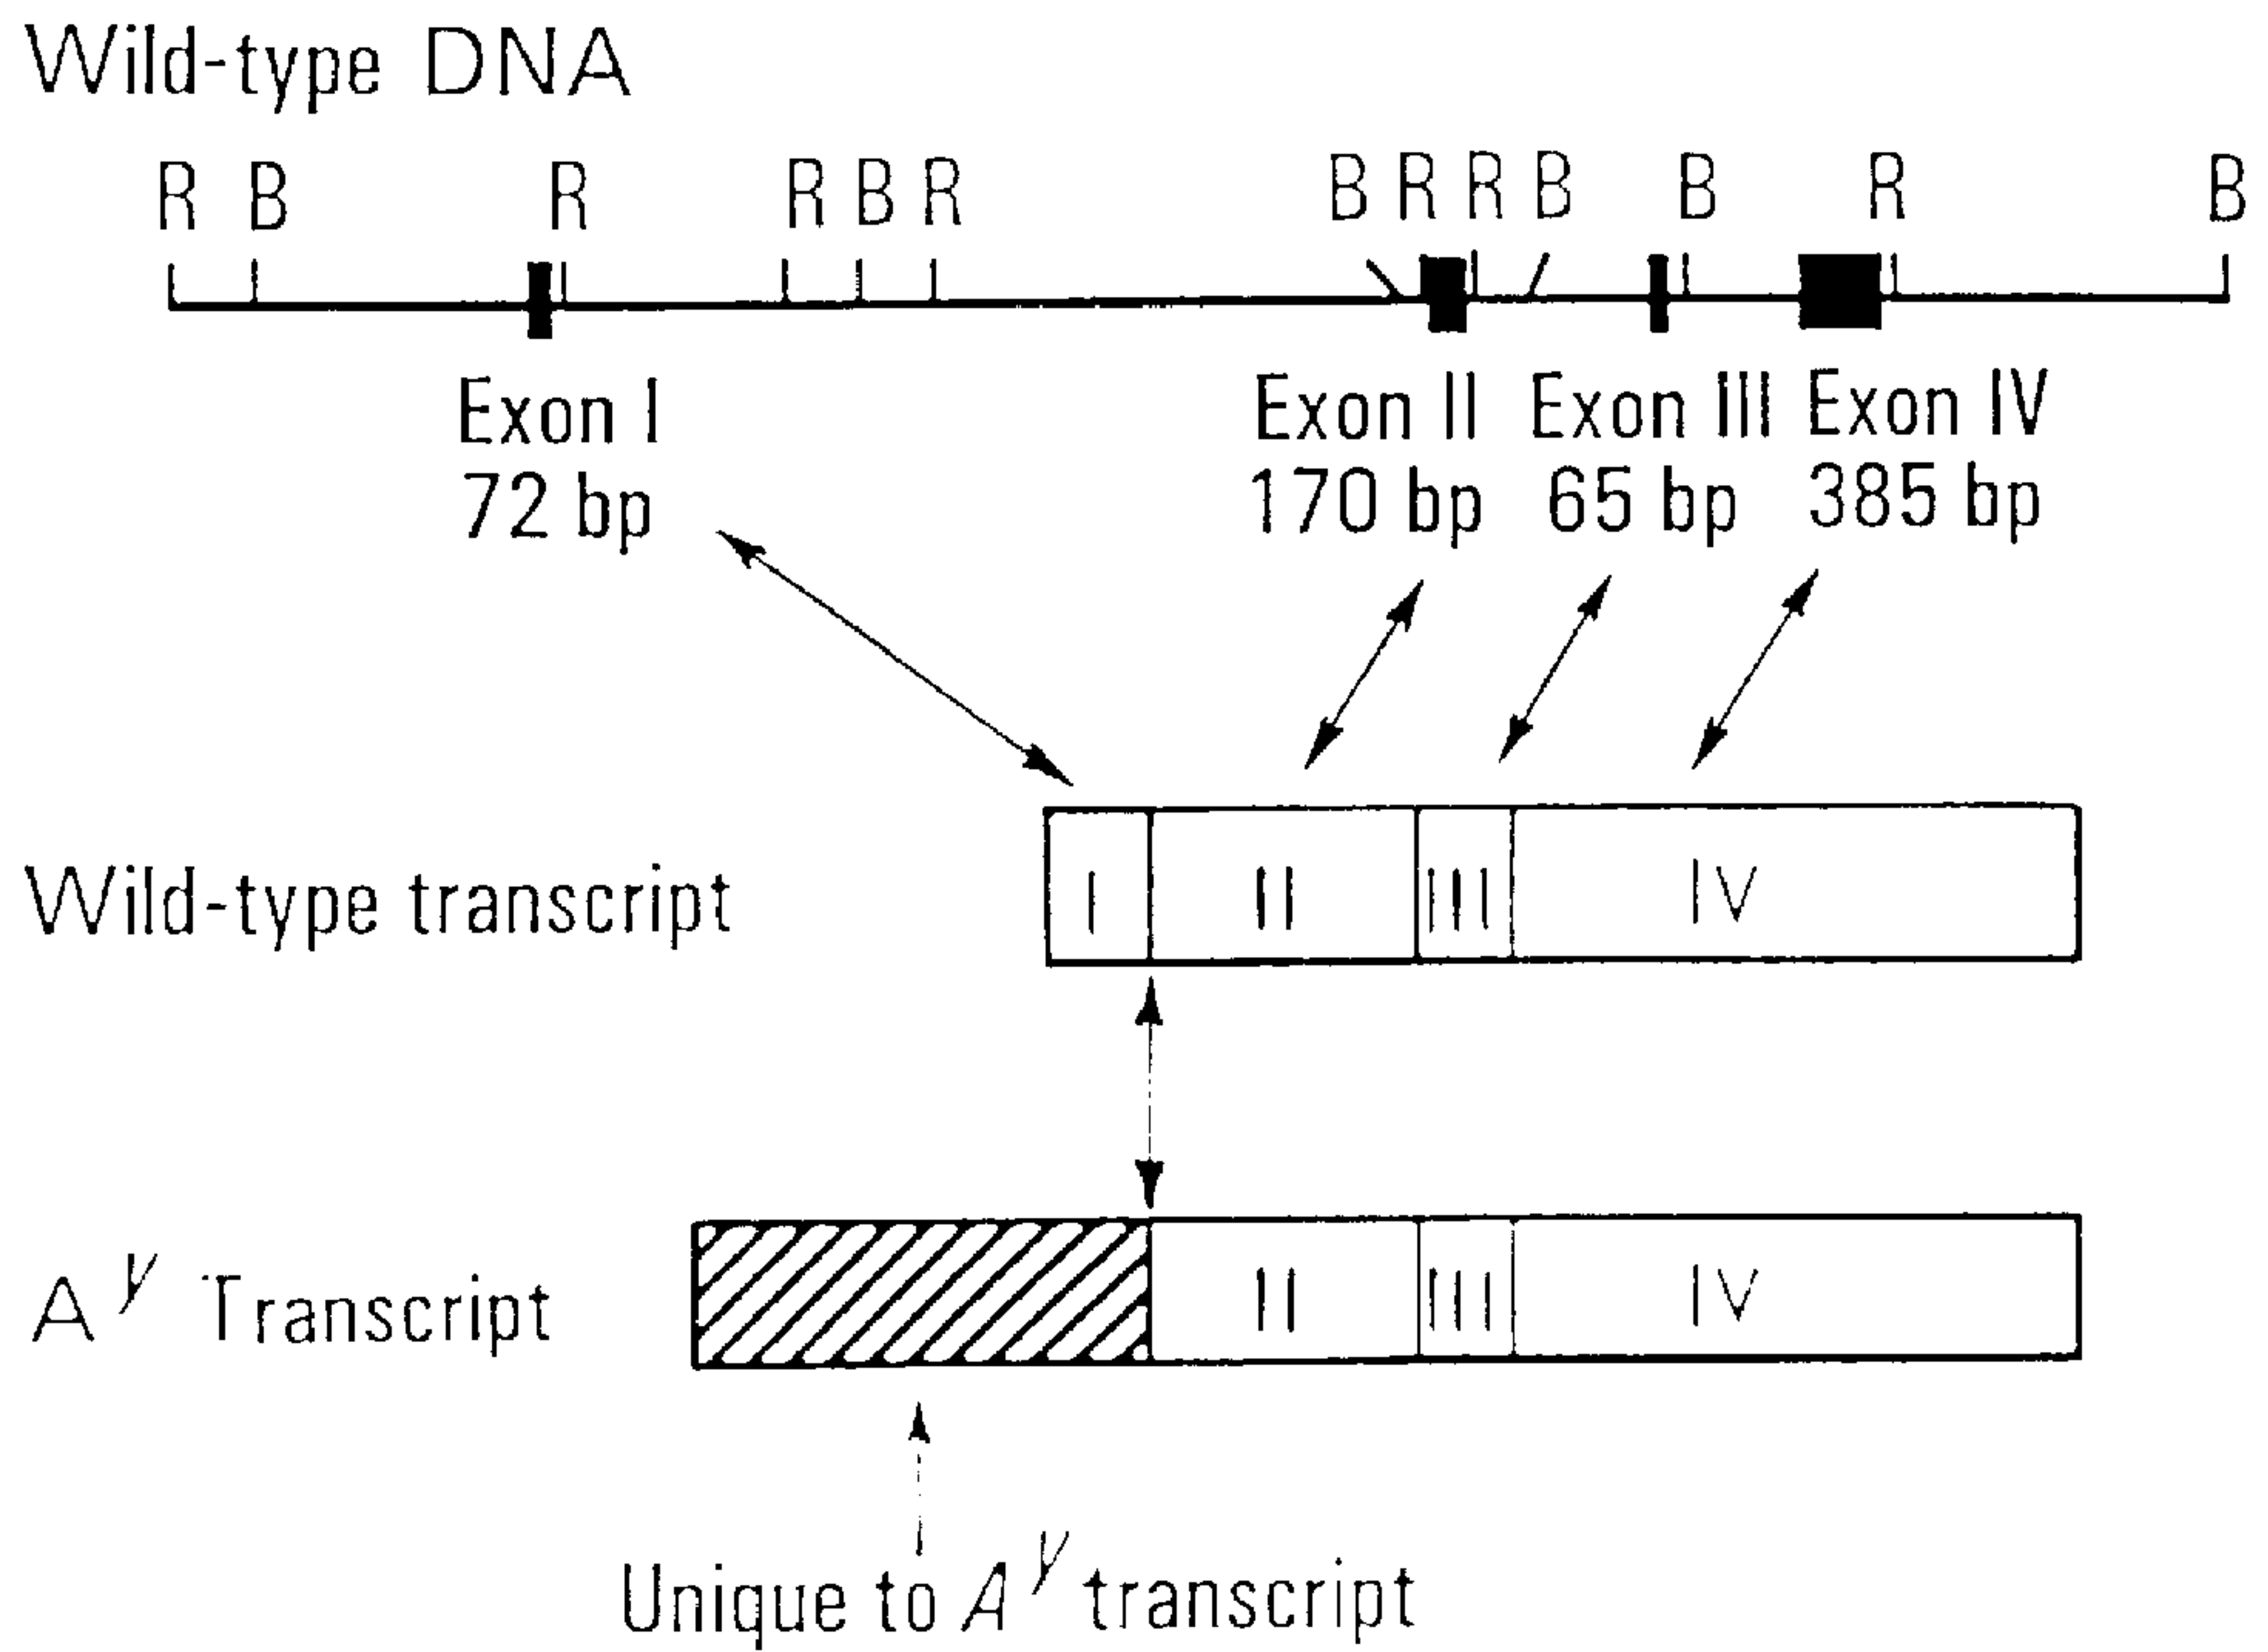 Wild-type DNA
R B R R B R B R R B B R B
Exon I Exon II Exon III Exon IV
72 bp 170 bp 65 bp 385 bp
Wild-type transcript I II III IV
A^y Transcript II III IV
Unique to A^y transcript